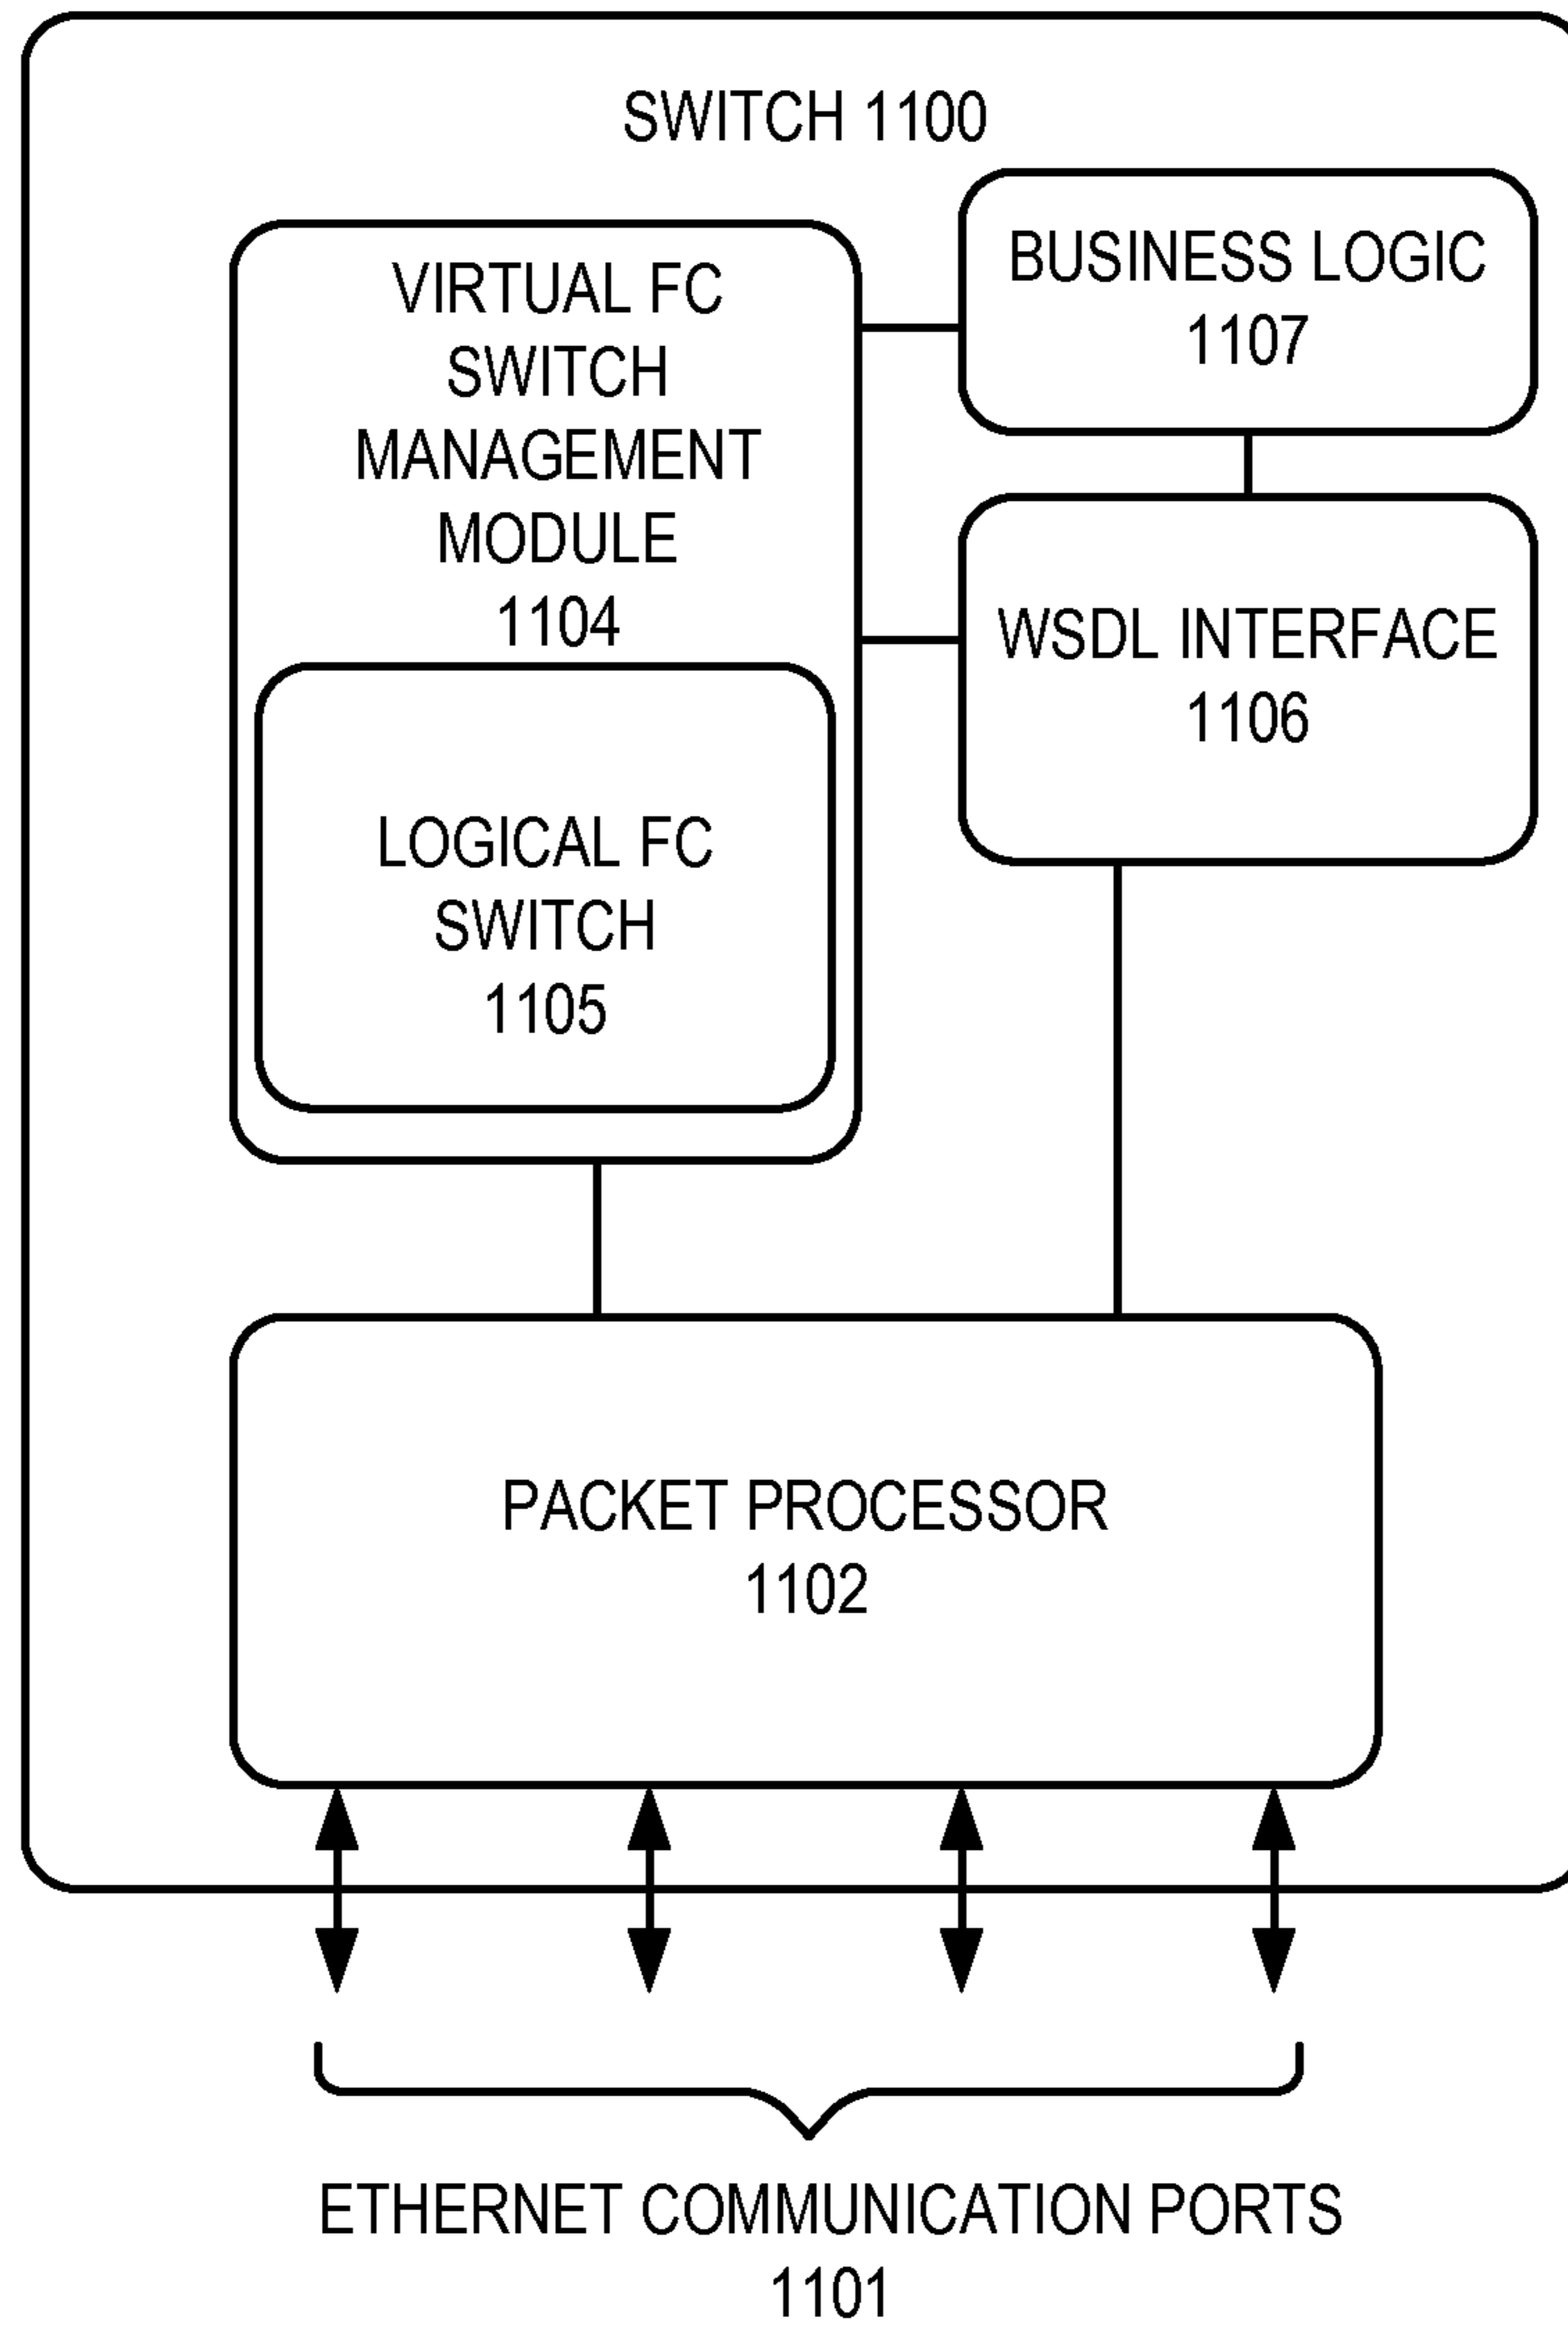 SWITCH 1100
VIRTUAL FC
SWITCH
MANAGEMENT
MODULE
1104
LOGICAL FC
SWITCH
1105
BUSINESS LOGIC
1107
WSDL INTERFACE
1106
PACKET PROCESSOR
1102
ETHERNET COMMUNICATION PORTS
1101